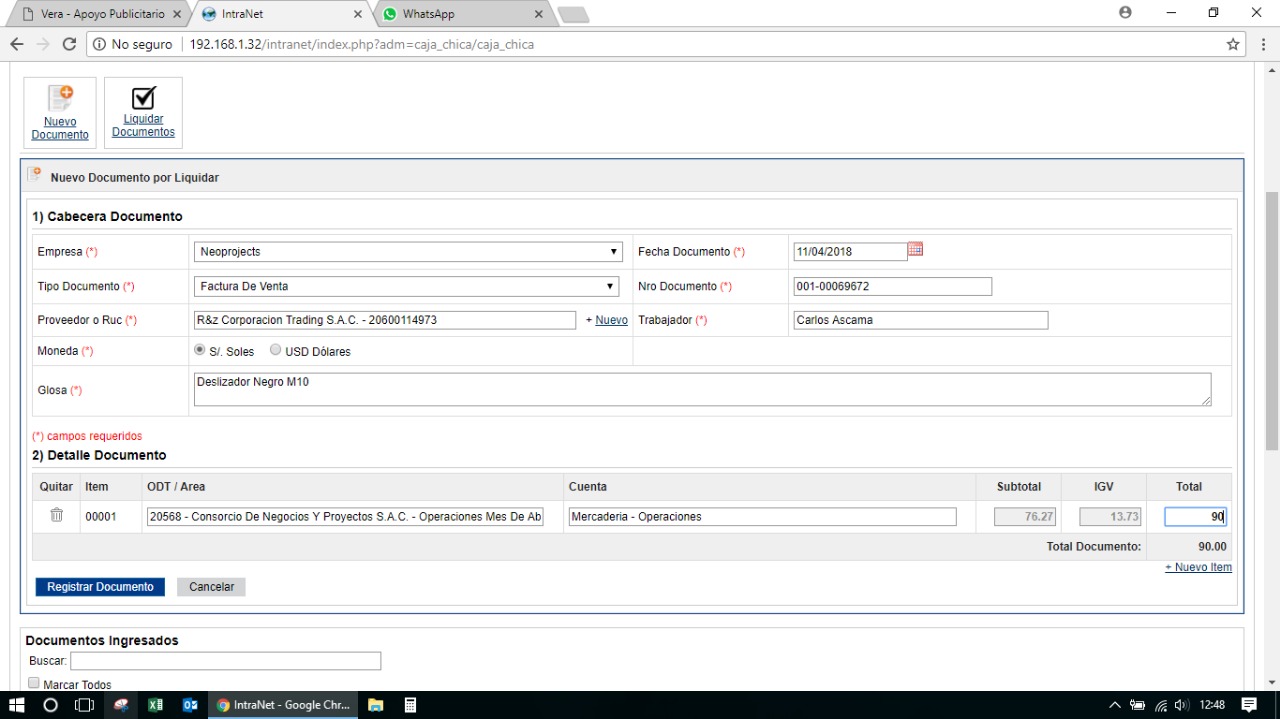 Vera - Apoyo Publicitario
IntraNet
WhatsApp
No seguro
192.168.1.32/intranet/index.php?adm=caja_chica/caja_chica
Nuevo
Documento
Liquidar
Documentos
Nuevo Documento por Liquidar
1) Cabecera Documento
Empresa (*)
Neoprojects
Fecha Documento (*)
11/04/2018
Tipo Documento (*)
Factura De Venta
Nro Documento (*)
001-00069672
Proveedor o Ruc (*)
R&z Corporacion Trading S.A.C. - 20600114973
+ Nuevo
Trabajador (*)
Carlos Ascama
Moneda (*)
S/. Soles
USD Dólares
Glosa (*)
Deslizador Negro M10
(*) campos requeridos
2) Detalle Documento
Quitar Item ODT / Area Cuenta Subtotal IGV Total
00001 20568 - Consorcio De Negocios Y Proyectos S.A.C. - Operaciones Mes De Ab Mercaderia - Operaciones 76.27 13.73 90
Total Documento: 90.00
+ Nuevo Item
Registrar Documento
Cancelar
Documentos Ingresados
Buscar:
Marcar Todos
IntraNet - Google Chr...
12:48